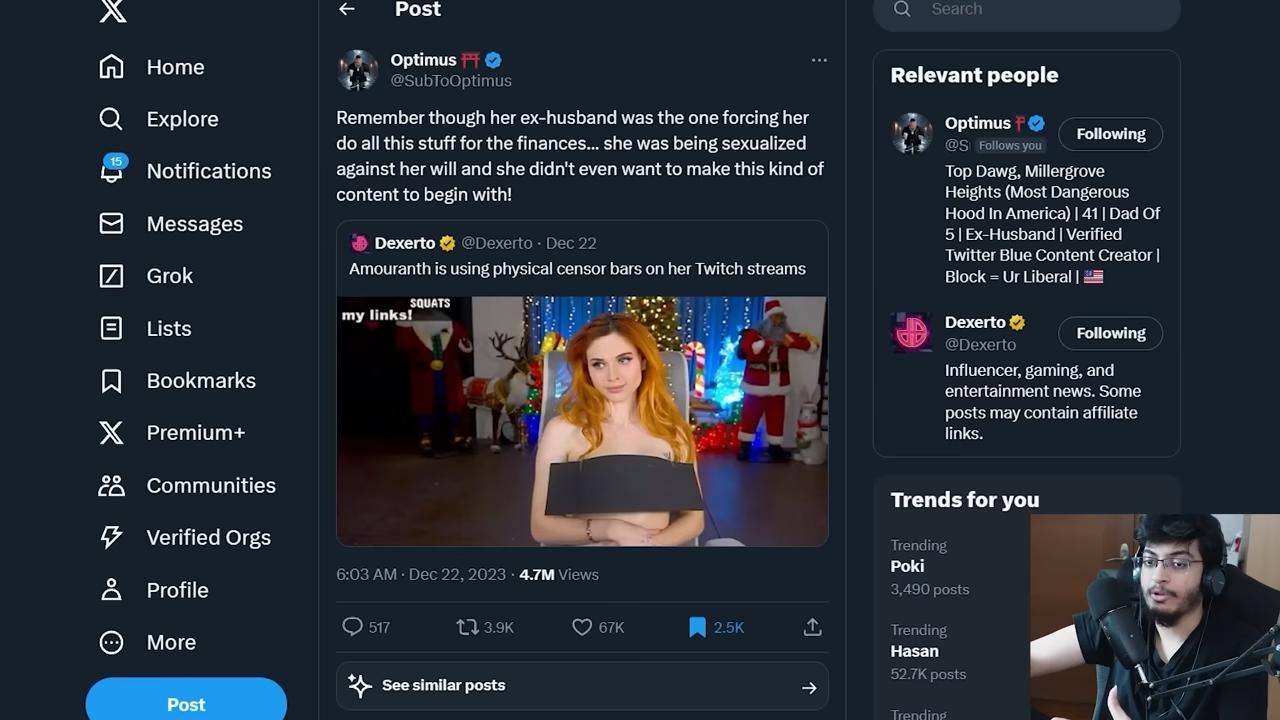 Home
Explore
15
Notifications
Messages
Grok
Lists
Bookmarks
Premium+
Communities
Verified Orgs
Profile
More
Post
Post
Optimus
@SubToOptimus
Remember though her ex-husband was the one forcing her
do all this stuff for the finances... she was being sexualized
against her will and she didn't even want to make this kind of
content to begin with!
Dexerto @Dexerto · Dec 22
Amouranth is using physical censor bars on her Twitch streams
SQUATS
my links!
6:03 AM · Dec 22, 2023 · 4.7M Views
517 3.9K 67K 2.5K
See similar posts
Search
Relevant people
Optimus
@S Follows you
Following
Top Dawg, Millergrove
Heights (Most Dangerous
Hood In America) | 41 | Dad Of
5 | Ex-Husband | Verified
Twitter Blue Content Creator |
Block = Ur Liberal |
Dexerto
@Dexerto
Following
Influencer, gaming, and
entertainment news. Some
posts may contain affiliate
links.
Trends for you
Trending
Poki
3,490 posts
Trending
Hasan
52.7K posts
Trending